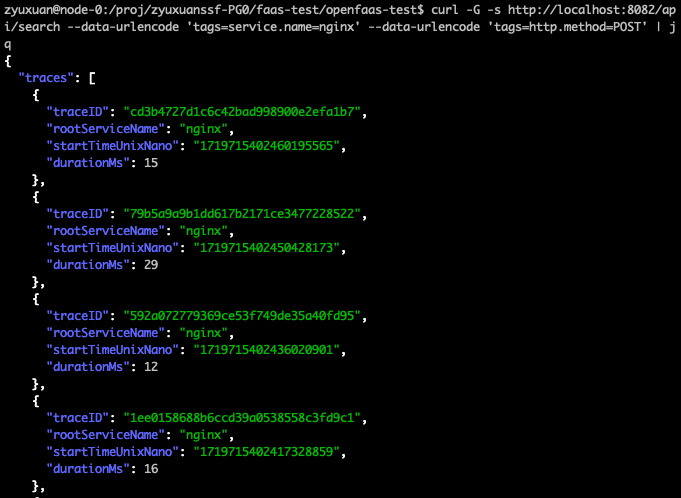 zyuxuan@node-0:/proj/zyuxuanssf-PG0/faas-test/openfaas-test$ curl -G -s http://localhost:8082/ap
i/search --data-urlencode 'tags=service.name=nginx' --data-urlencode 'tags=http.method=POST' | j
q
{
  "traces": [
    {
      "traceID": "cd3b4727d1c6c42bad998900e2efa1b7",
      "rootServiceName": "nginx",
      "startTimeUnixNano": "1719715402460195565",
      "durationMs": 15
    },
    {
      "traceID": "79b5a9a9b1dd617b2171ce3477228522",
      "rootServiceName": "nginx",
      "startTimeUnixNano": "1719715402450428173",
      "durationMs": 29
    },
    {
      "traceID": "592a072779369ce53f749de35a40fd95",
      "rootServiceName": "nginx",
      "startTimeUnixNano": "1719715402436020901",
      "durationMs": 12
    },
    {
      "traceID": "1ee0158688b6ccd39a0538558c3fd9c1",
      "rootServiceName": "nginx",
      "startTimeUnixNano": "1719715402417328859",
      "durationMs": 16
    },